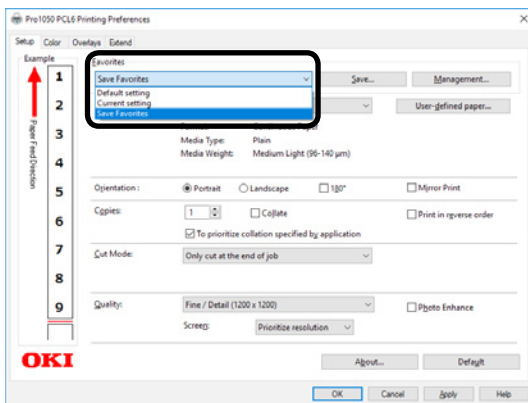 Pro1050 PCL6 Printing Preferences
Setup Color Overlays Extend
Example
Favorites
Save Favorites
Save...
Management...
Default setting
Current setting
Save Favorites
User-defined paper...
Media Type: Plain
Media Weight: Medium Light (96-140 μm)
Paper Feed Direction
1
2
3
4
5
6
7
8
9
Orientation : Portrait Landscape 180° Mirror Print
Copies: 1 Collate Print in reverse order
To prioritize collation specified by application
Cut Mode: Only cut at the end of job
Quality: Fine / Detail (1200 x 1200) Photo Enhance
Screen: Prioritize resolution
OKI
About... Default
OK Cancel Apply Help